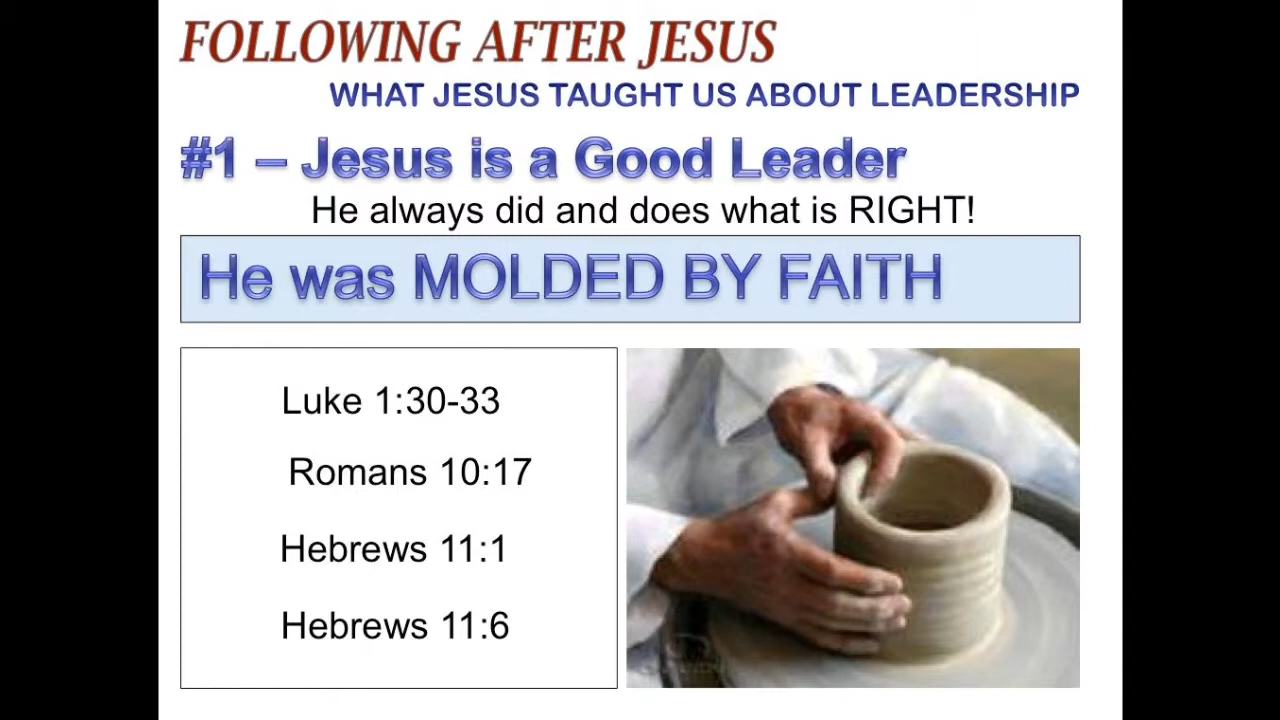 FOLLOWING AFTER JESUS
WHAT JESUS TAUGHT US ABOUT LEADERSHIP
#1 – Jesus is a Good Leader
He always did and does what is RIGHT!
He was MOLDED BY FAITH
Luke 1:30-33
Romans 10:17
Hebrews 11:1
Hebrews 11:6